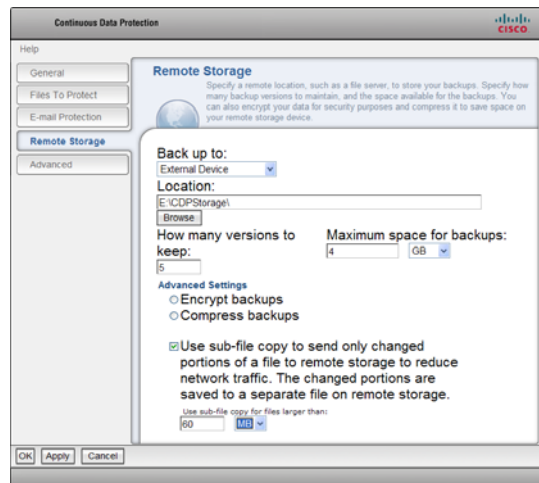 Continuous Data Protection
CISCO
Help
General
Files To Protect
E-mail Protection
Remote Storage
Advanced
Remote Storage
Specify a remote location, such as a file server, to store your backups. Specify how
many backup versions to maintain, and the space available for the backups. You
can also encrypt your data for security purposes and compress it to save space on
your remote storage device.
Back up to:
External Device
Location:
E:\CDPStorage\
Browse
How many versions to
keep:
5
Maximum space for backups:
4 GB
Advanced Settings
Encrypt backups
Compress backups
Use sub-file copy to send only changed
portions of a file to remote storage to reduce
network traffic. The changed portions are
saved to a separate file on remote storage.
Use sub-file copy for files larger than:
60 MB
OK Apply Cancel